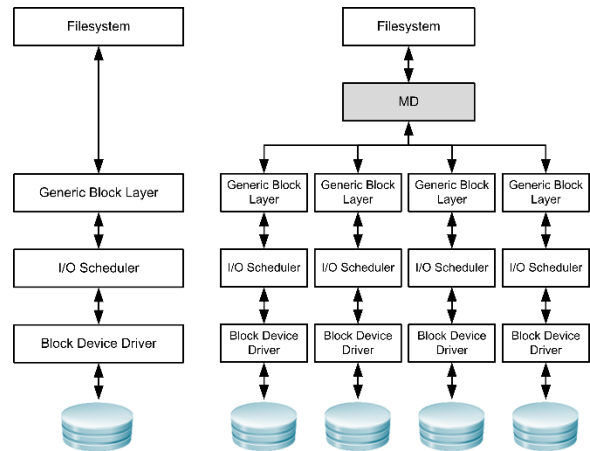 Filesystem
Generic Block Layer
I/O Scheduler
Block Device Driver
Filesystem
MD
Generic Block
Layer
Generic Block
Layer
Generic Block
Layer
Generic Block
Layer
I/O Scheduler
I/O Scheduler
I/O Scheduler
I/O Scheduler
Block Device
Driver
Block Device
Driver
Block Device
Driver
Block Device
Driver